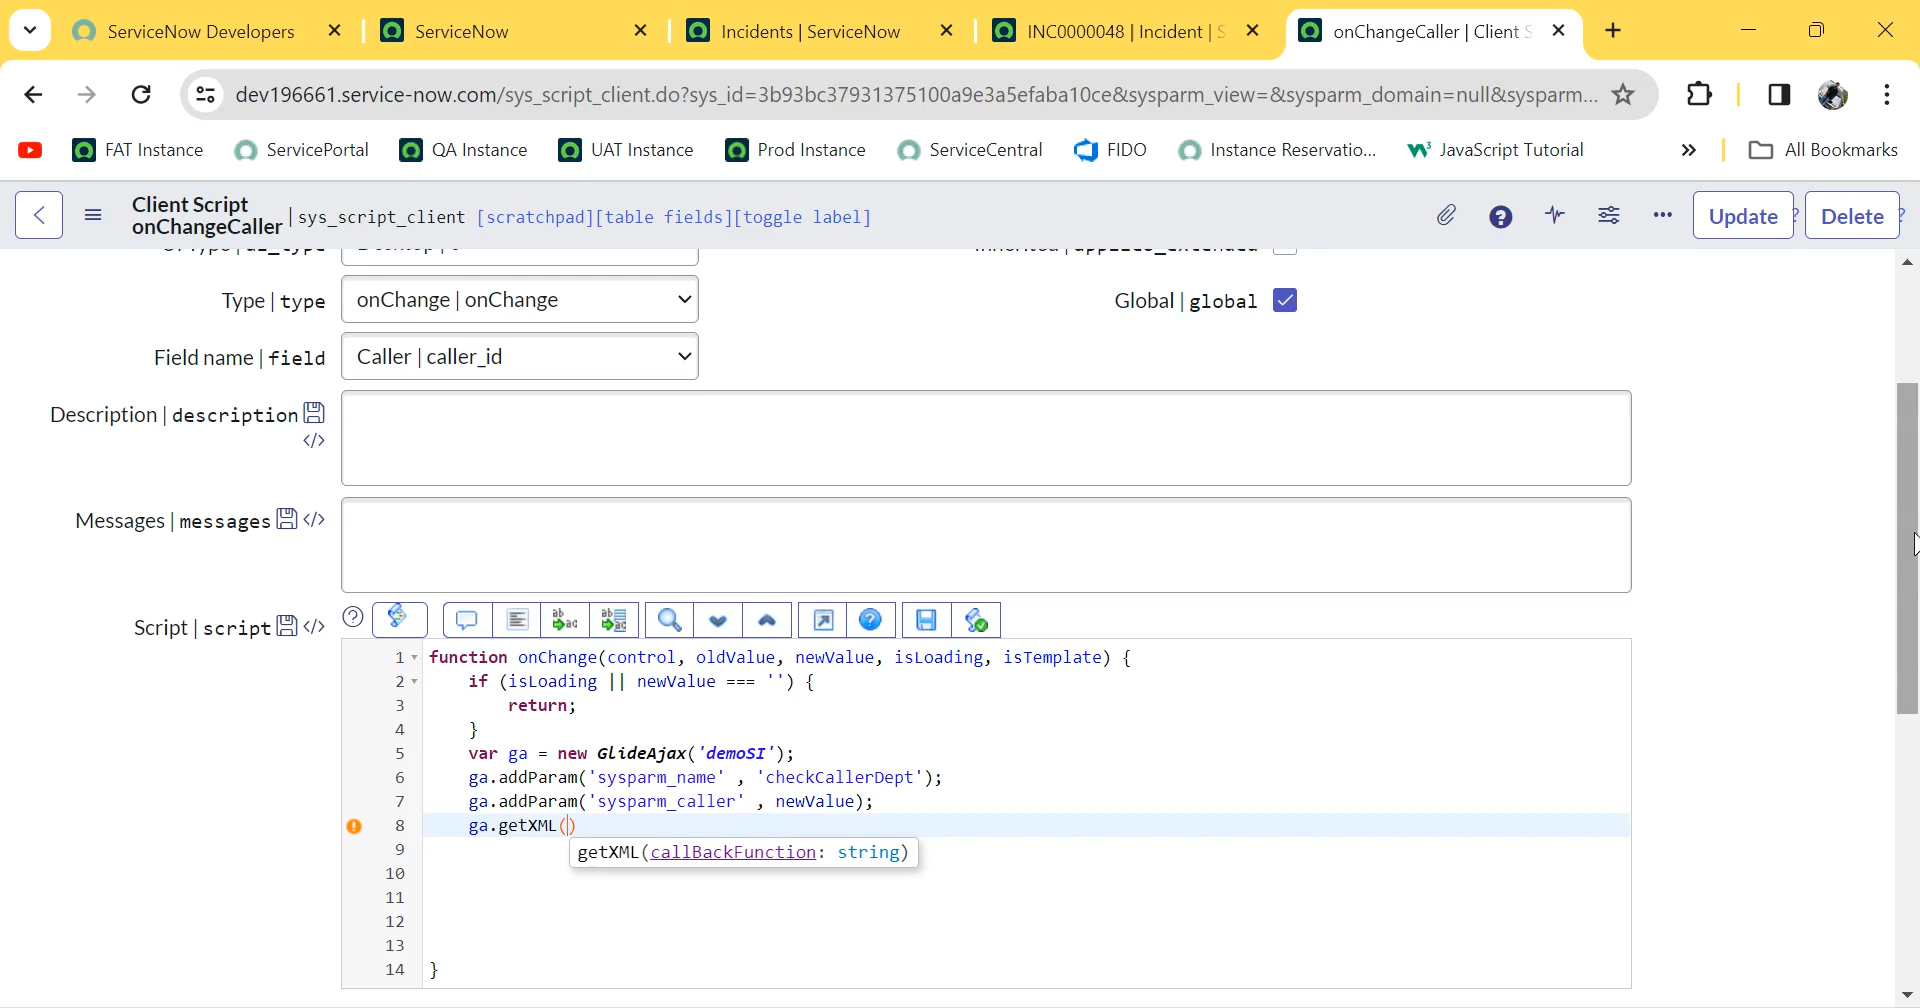 ServiceNow Developers
ServiceNow
Incidents | ServiceNow
INC0000048 | Incident | S
onChangeCaller | Client S
dev196661.service-now.com/sys_script_client.do?sys_id=3b93bc37931375100a9e3a5efaba10ce&sysparm_view=&sysparm_domain=null&sysparm...
FAT Instance
ServicePortal
QA Instance
UAT Instance
Prod Instance
ServiceCentral
FIDO
Instance Reservatio...
JavaScript Tutorial
»
All Bookmarks
Client Script
onChangeCaller
| sys_script_client [scratchpad][table fields][toggle label]
Update
?
Delete
?
Type | type
onChange | onChange
Global | global
Field name | field
Caller | caller_id
Description | description
</>
Messages | messages </>
Script | script </>
1 function onChange(control, oldValue, newValue, isLoading, isTemplate) {
2 if (isLoading || newValue === '') {
3 return;
4 }
5 var ga = new GlideAjax('demoSI');
6 ga.addParam('sysparm_name' , 'checkCallerDept');
7 ga.addParam('sysparm_caller' , newValue);
8 ga.getXML()
9 getXML(callBackFunction: string)
10
11
12
13
14 }